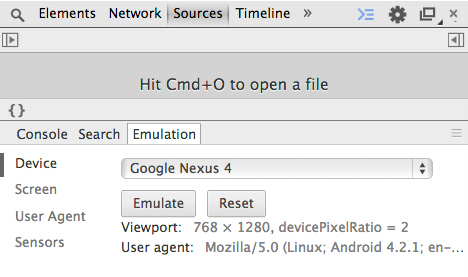 Elements Network Sources Timeline »
Hit Cmd+O to open a file
{}
Console Search Emulation
Device Google Nexus 4
Screen
Emulate Reset
User Agent
Viewport: 768 × 1280, devicePixelRatio = 2
Sensors
User agent: Mozilla/5.0 (Linux; Android 4.2.1; en-...